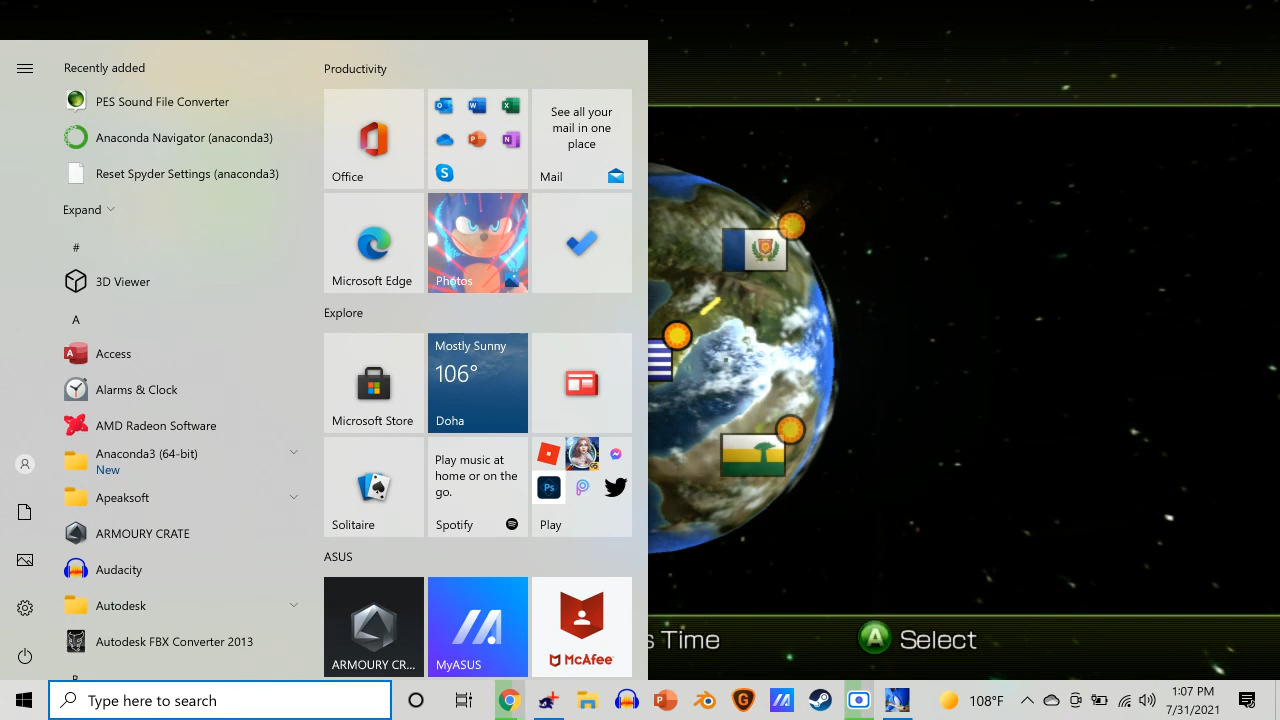 Recently added
PES Sound File Converter
Anaconda Navigator (anaconda3)
Reset Spyder Settings (anaconda3)
Expand
#
3D Viewer
A
Access
Alarms & Clock
AMD Radeon Software
Anaconda3 (64-bit)
New
Apeaksoft
ARMOURY CRATE
Audacity
Autodesk
Autodesk FBX Converter 2013
Productivity
Office
See all your
mail in one
place
Mail
Microsoft Edge
Photos
Explore
Microsoft Store
Mostly Sunny
106°
Doha
Solitaire
Play music at
home or on the
go.
Spotify
Ps
Play
ASUS
ARMOURY CR...
MyASUS
McAfee
s Time
A Select
Type here to search
108°F
1:07 PM
7/31/2021